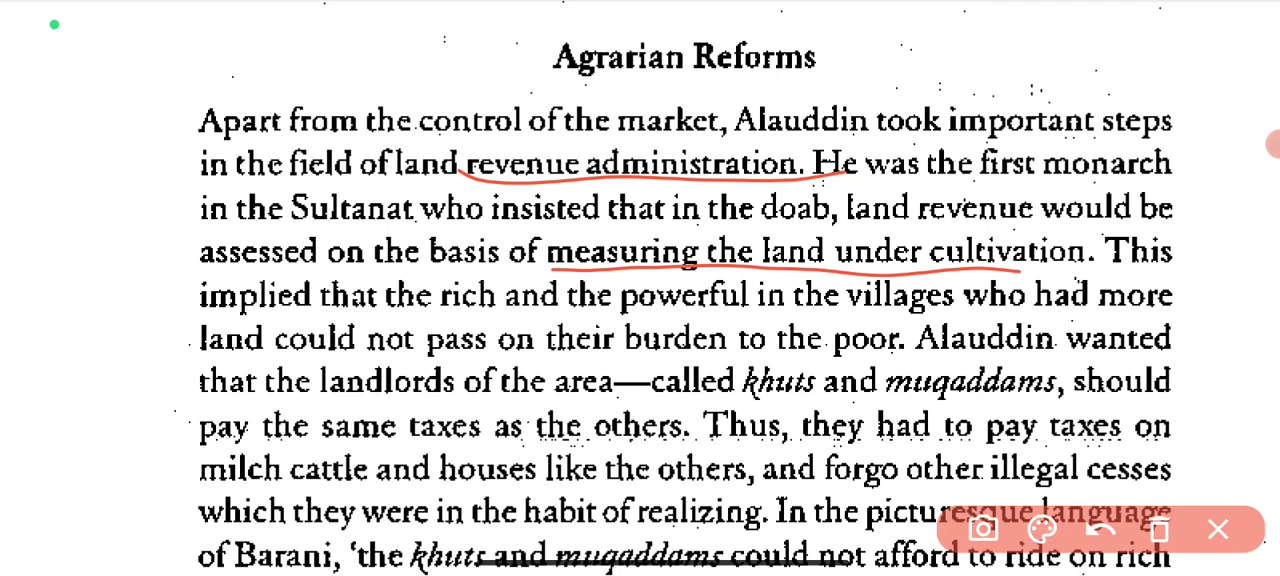 Agrarian Reforms
Apart from the control of the market, Alauddin took important steps
in the field of land revenue administration. He was the first monarch
in the Sultanat who insisted that in the doab, land revenue would be
assessed on the basis of measuring the land under cultivation. This
implied that the rich and the powerful in the villages who had more
land could not pass on their burden to the poor. Alauddin wanted
that the landlords of the area—called khuts and muqaddams, should
pay the same taxes as the others. Thus, they had to pay taxes on
milch cattle and houses like the others, and forgo other illegal cesses
which they were in the habit of realizing. In the picturesque language
of Barani, ‘the khuts and muqaddams could not afford to ride on rich